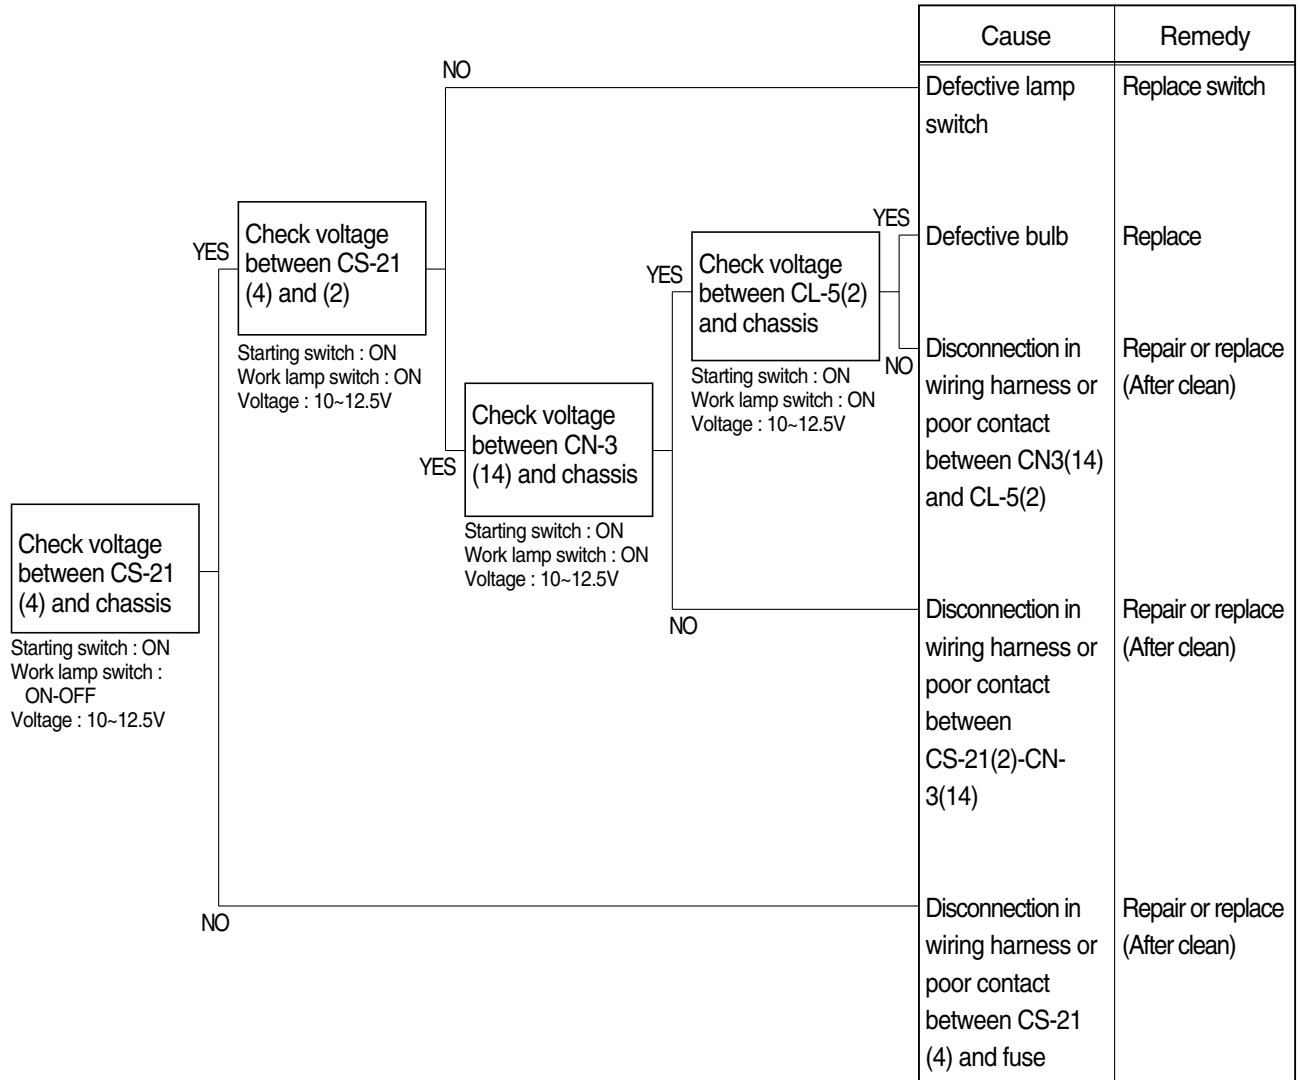 Cause
Remedy
NO
Defective lamp
switch
Replace switch
YES
Check voltage
between CS-21
(4) and (2)
Starting switch : ON
Work lamp switch : ON
Voltage : 10~12.5V
YES
Check voltage
between CL-5(2)
and chassis
Starting switch : ON
Work lamp switch : ON
Voltage : 10~12.5V
YES
Defective bulb
Replace
NO
Disconnection in
wiring harness or
poor contact
between CN3(14)
and CL-5(2)
Repair or replace
(After clean)
YES
Check voltage
between CN-3
(14) and chassis
Starting switch : ON
Work lamp switch : ON
Voltage : 10~12.5V
Check voltage
between CS-21
(4) and chassis
Starting switch : ON
Work lamp switch :
ON-OFF
Voltage : 10~12.5V
NO
Disconnection in
wiring harness or
poor contact
between
CS-21(2)-CN-
3(14)
Repair or replace
(After clean)
NO
Disconnection in
wiring harness or
poor contact
between CS-21
(4) and fuse
Repair or replace
(After clean)